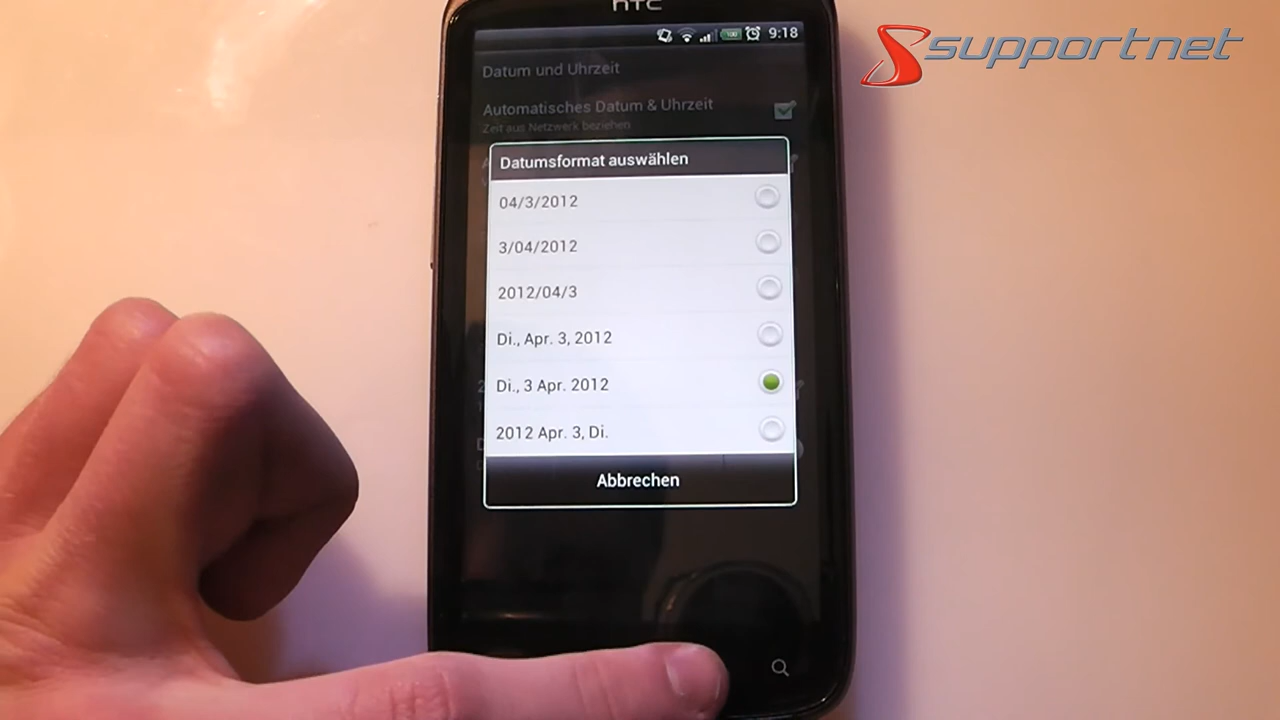 hTC
supportnet
100
9:18
Datum und Uhrzeit
Automatisches Datum & Uhrzeit
Zeit aus Netzwerk beziehen
Datumsformat auswählen
04/3/2012
3/04/2012
2012/04/3
Di., Apr. 3, 2012
Di., 3 Apr. 2012
2012 Apr. 3, Di.
Abbrechen